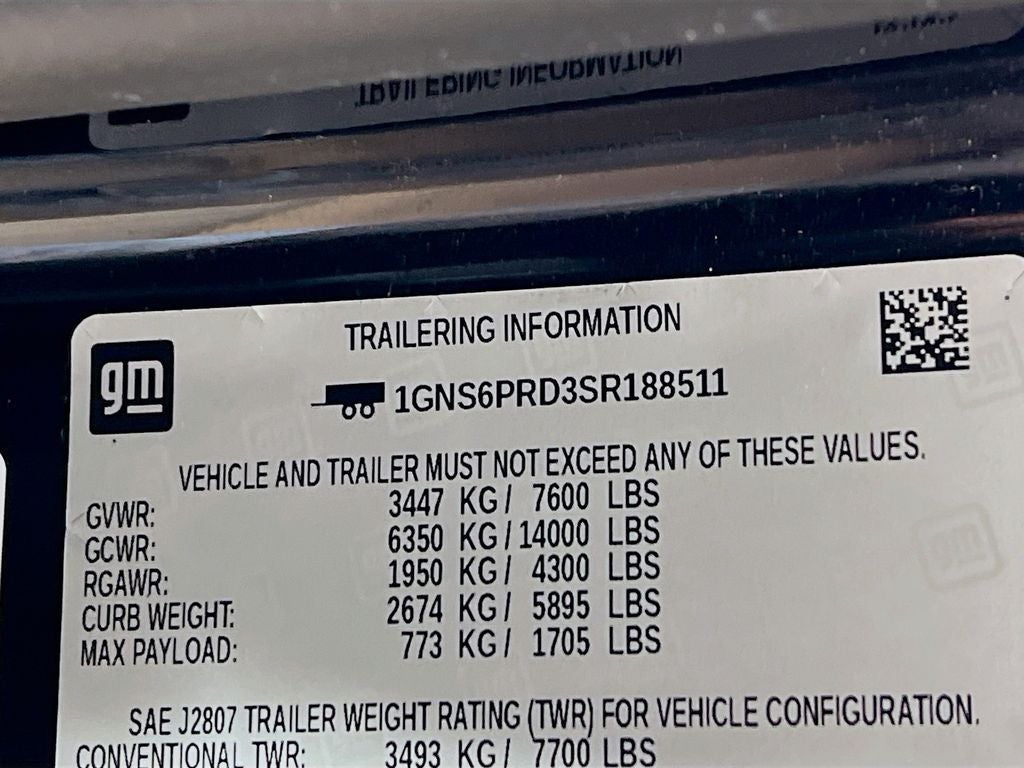 TRAILERING INFORMATION
gm
1GNS6PRD3SR188511
VEHICLE AND TRAILER MUST NOT EXCEED ANY OF THESE VALUES.
GVWR: 3447 KG / 7600 LBS
GCWR: 6350 KG / 14000 LBS
RGAWR: 1950 KG / 4300 LBS
CURB WEIGHT: 2674 KG / 5895 LBS
MAX PAYLOAD: 773 KG / 1705 LBS
SAE J2807 TRAILER WEIGHT RATING (TWR) FOR VEHICLE CONFIGURATION.
CONVENTIONAL TWR: 3493 KG / 7700 LBS